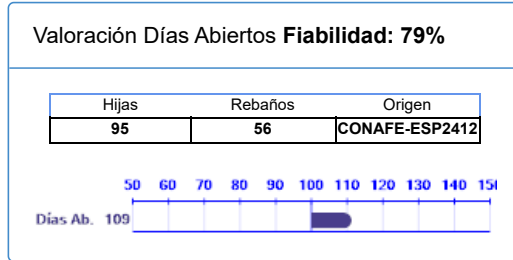 Valoración Días Abiertos Fiabilidad: 79%
Hijas Rebaños Origen
95 56 CONAFE-ESP2412
50 60 70 80 90 100 110 120 130 140 15
Días Ab. 109